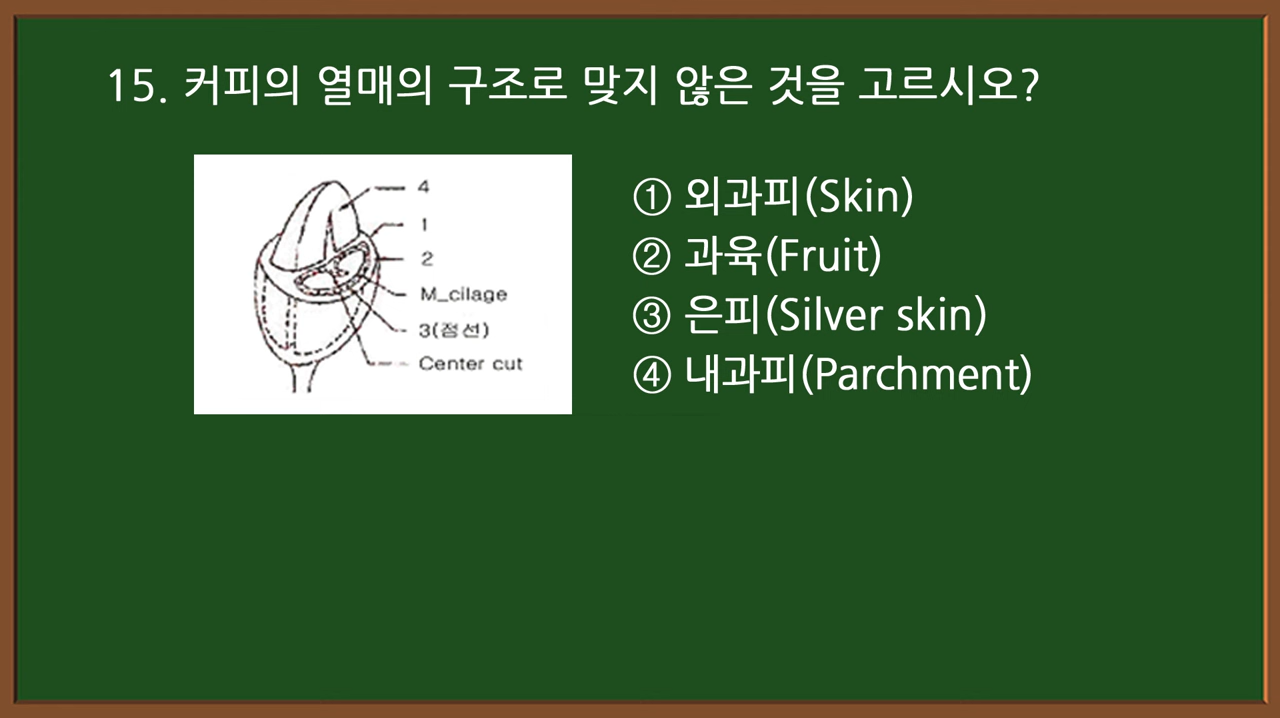 15. 커피의 열매의 구조로 맞지 않은 것을 고르시오?
4
1
2
M_cilage
3(점선)
Center cut
① 외과피(Skin)
② 과육(Fruit)
③ 은피(Silver skin)
④ 내과피(Parchment)